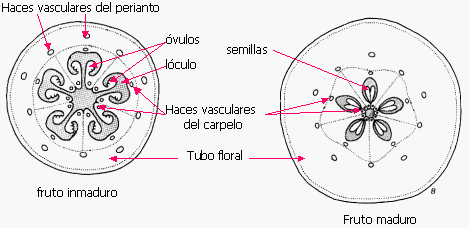 Haces vasculares del perianto
óvulos
lóculo
semillas
Haces vasculares
del carpelo
Tubo floral
fruto inmaduro
B
Fruto maduro